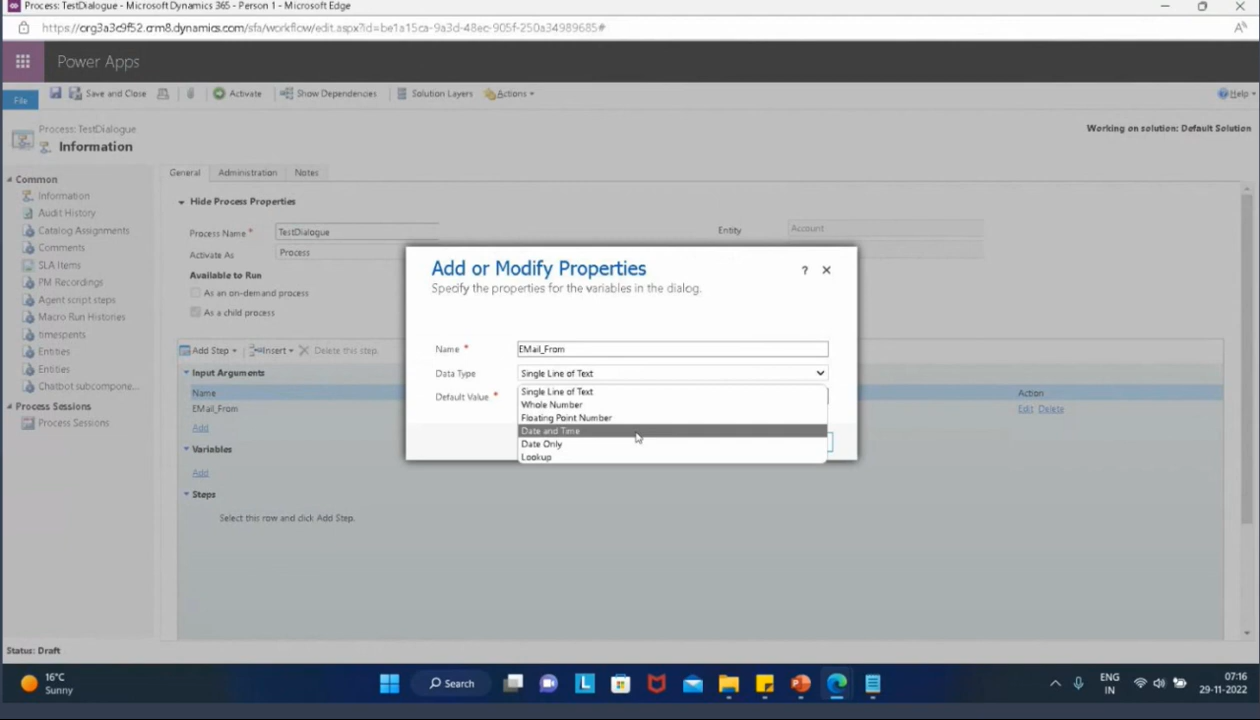 Process: TestDialogue - Microsoft Dynamics 365 - Person 1 - Microsoft Edge
https://org3a3c9f52.crm8.dynamics.com/sfa/workflow/edit.aspx?id=be1a15ca-9a3d-48ec-905f-250a34989685#
Power Apps
File Save and Close Activate Show Dependencies Solution Layers Actions Help
Process: TestDialogue
Information
Working on solution: Default Solution
Common
Information
Audit History
Catalog Assignments
Comments
SLA Items
PM Recordings
Agent script steps
Macro Run Histories
timespents
Entities
Entities
Chatbot subcompone...
Process Sessions
Process Sessions
General Administration Notes
Hide Process Properties
Process Name * TestDialogue
Entity Account
Activate As Process
Available to Run
As an on-demand process
As a child process
Add Step Insert Delete this step.
Input Arguments
Name Action
EMail_From Edit Delete
Add
Variables
Add
Steps
Select this row and click Add Step.
Add or Modify Properties ?
Specify the properties for the variables in the dialog.
Name * EMail_From
Data Type Single Line of Text
Default Value *
Single Line of Text
Whole Number
Floating Point Number
Date and Time
Date Only
Lookup
Status: Draft
16°C
Sunny
Search
ENG
IN
07:16
29-11-2022